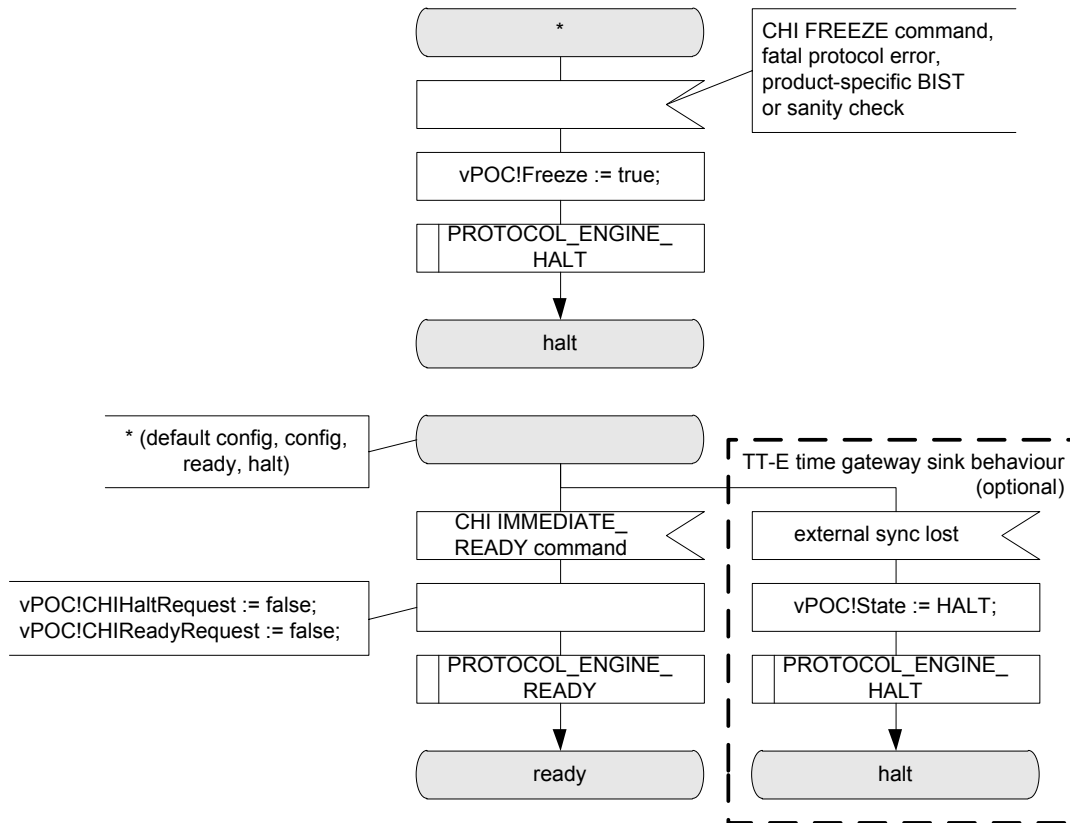 *
CHI FREEZE command,
fatal protocol error,
product-specific BIST
or sanity check
vPOC!Freeze := true;
PROTOCOL_ENGINE_
HALT
halt
* (default config, config,
ready, halt)
TT-E time gateway sink behaviour
(optional)
CHI IMMEDIATE_
READY command
external sync lost
vPOC!CHIHaltRequest := false;
vPOC!CHIReadyRequest := false;
vPOC!State := HALT;
PROTOCOL_ENGINE_
READY
PROTOCOL_ENGINE_
HALT
ready
halt